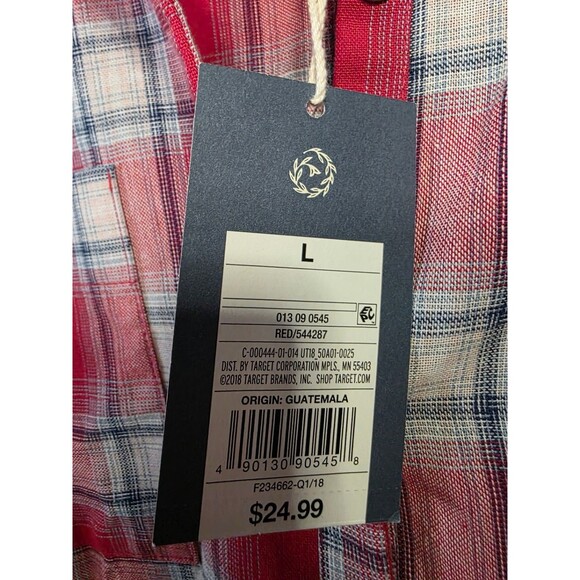 L
013 09 0545
RED/544287
C-000444-01-014 UT18_50A01-0025
DIST. BY TARGET CORPORATION MPLS., MN 55403
©2018 TARGET BRANDS, INC. SHOP TARGET.COM
ORIGIN: GUATEMALA
4 90130 90545 8
F234662-Q1/18
$24.99